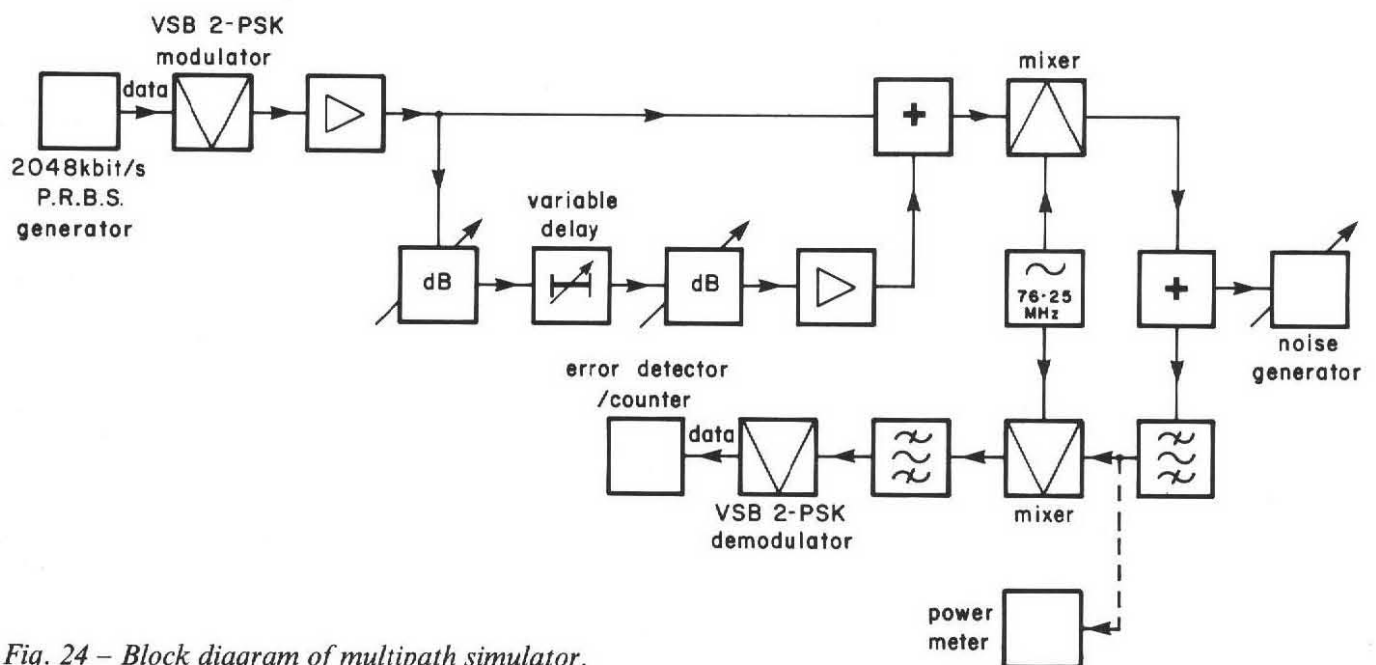 VSB 2-PSK
modulator
data
2048kbit/s
P.R.B.S.
generator
+
mixer
variable
delay
dB
dB
76·25
MHz
+
noise
generator
error detector
/counter
data
VSB 2-PSK
demodulator
mixer
power
meter
Fig. 24 – Block diagram of multipath simulator.